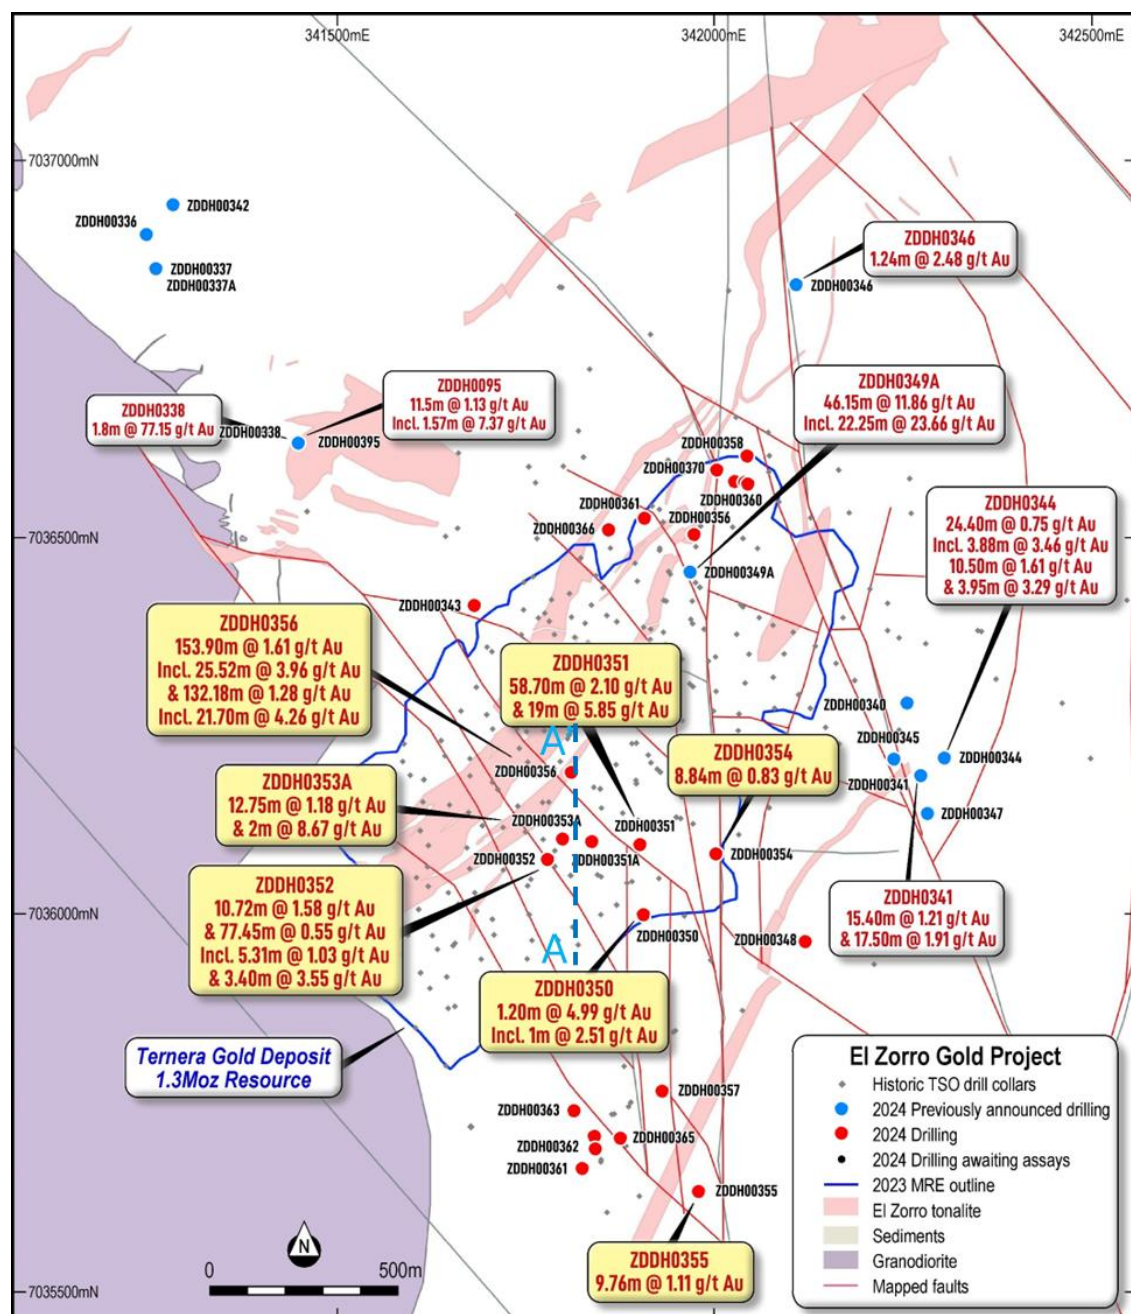 341500mE
342000mE
342500mE
7037000mN
ZDDH00342
ZDDH00336
ZDDH00337
ZDDH00337A
ZDDH0346
1.24m @ 2.48 g/t Au
ZDDH00346
ZDDH0095
11.5m @ 1.13 g/t Au
Incl. 1.57m @ 7.37 g/t Au
ZDDH0338
1.8m @ 77.15 g/t Au
ZDDH00338
ZDDH00395
ZDDH0349A
46.15m @ 11.86 g/t Au
Incl. 22.25m @ 23.66 g/t Au
ZDDH00358
ZDDH00370
ZDDH00360
ZDDH00361
ZDDH00356
ZDDH00366
7036500mN
ZDDH00349A
ZDDH0344
24.40m @ 0.75 g/t Au
Incl. 3.88m @ 3.46 g/t Au
10.50m @ 1.61 g/t Au
& 3.95m @ 3.29 g/t Au
ZDDH00343
ZDDH0356
153.90m @ 1.61 g/t Au
Incl. 25.52m @ 3.96 g/t Au
& 132.18m @ 1.28 g/t Au
Incl. 21.70m @ 4.26 g/t Au
ZDDH0351
58.70m @ 2.10 g/t Au
& 19m @ 5.85 g/t Au
A'
ZDDH00340
ZDDH00345
ZDDH00344
ZDDH00341
ZDDH00347
ZDDH0354
8.84m @ 0.83 g/t Au
ZDDH00356
ZDDH0353A
12.75m @ 1.18 g/t Au
& 2m @ 8.67 g/t Au
ZDDH00353A
ZDDH00351
ZDDH00352
ZDDH00351A
ZDDH00354
ZDDH0352
10.72m @ 1.58 g/t Au
& 77.45m @ 0.55 g/t Au
Incl. 5.31m @ 1.03 g/t Au
& 3.40m @ 3.55 g/t Au
7036000mN
ZDDH0341
15.40m @ 1.21 g/t Au
& 17.50m @ 1.91 g/t Au
ZDDH00350
ZDDH00348
A
ZDDH0350
1.20m @ 4.99 g/t Au
Incl. 1m @ 2.51 g/t Au
Ternera Gold Deposit
1.3Moz Resource
ZDDH00357
ZDDH00363
ZDDH00365
ZDDH00362
ZDDH00361
ZDDH00355
ZDDH0355
9.76m @ 1.11 g/t Au
N
0
500m
7035500mN
El Zorro Gold Project
Historic TSO drill collars
2024 Previously announced drilling
2024 Drilling
2024 Drilling awaiting assays
2023 MRE outline
El Zorro tonalite
Sediments
Granodiorite
Mapped faults